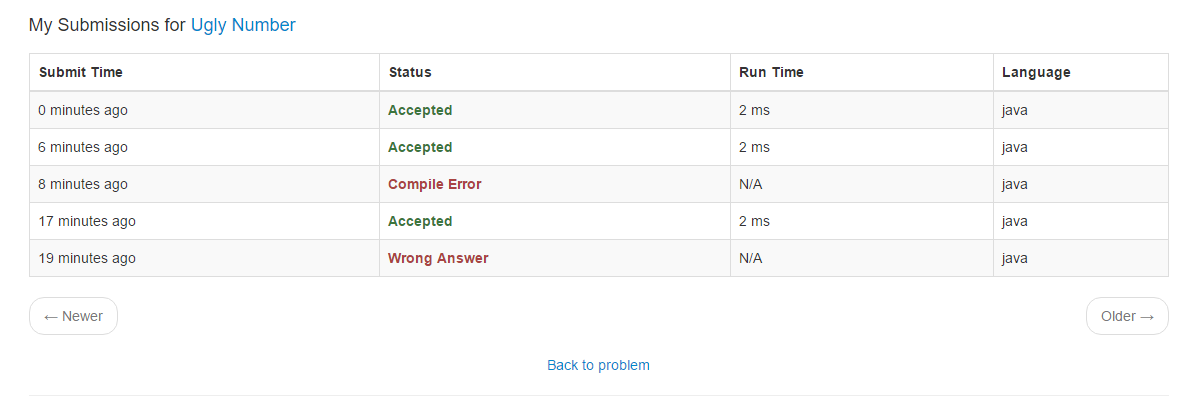 My Submissions for Ugly Number
Submit Time Status Run Time Language
0 minutes ago Accepted 2 ms java
6 minutes ago Accepted 2 ms java
8 minutes ago Compile Error N/A java
17 minutes ago Accepted 2 ms java
19 minutes ago Wrong Answer N/A java
← Newer Older →
Back to problem